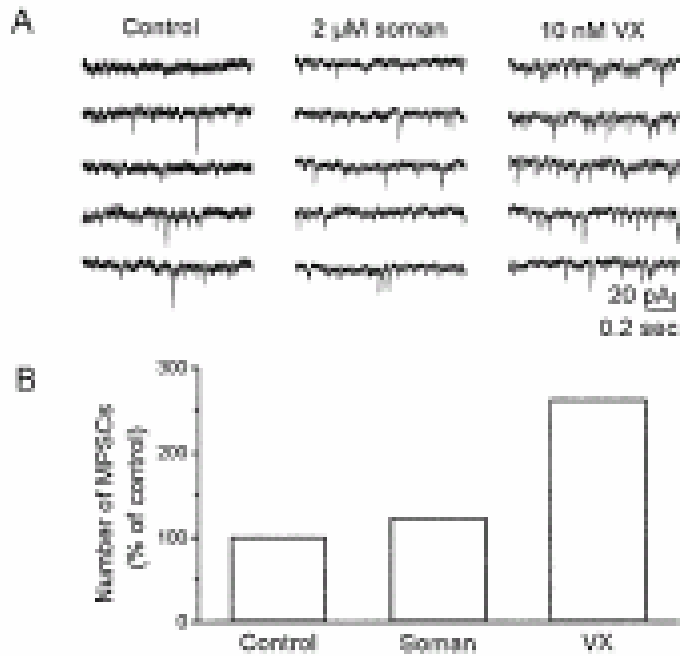 A
Control 2 µM soman 10 nM VX
20 pA
0.2 sec
B
Number of MPSCs
(% of control)
300
200
100
0
Control Soman VX